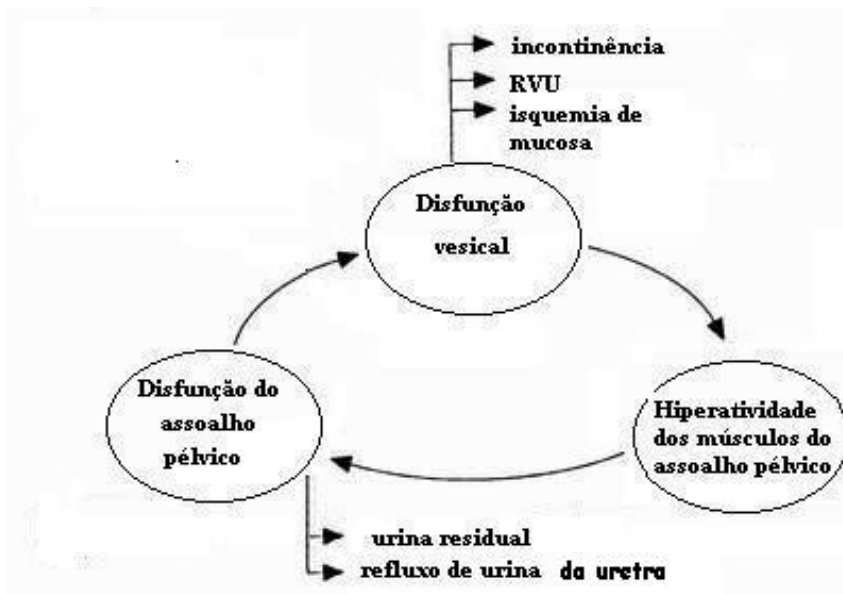 incontinência
RVU
isquemia de
mucosa
Disfunção
vesical
Disfunção do
assoalho
pélvico
Hiperatividade
dos músculos do
assoalho pélvico
urina residual
refluxo de urina da uretra